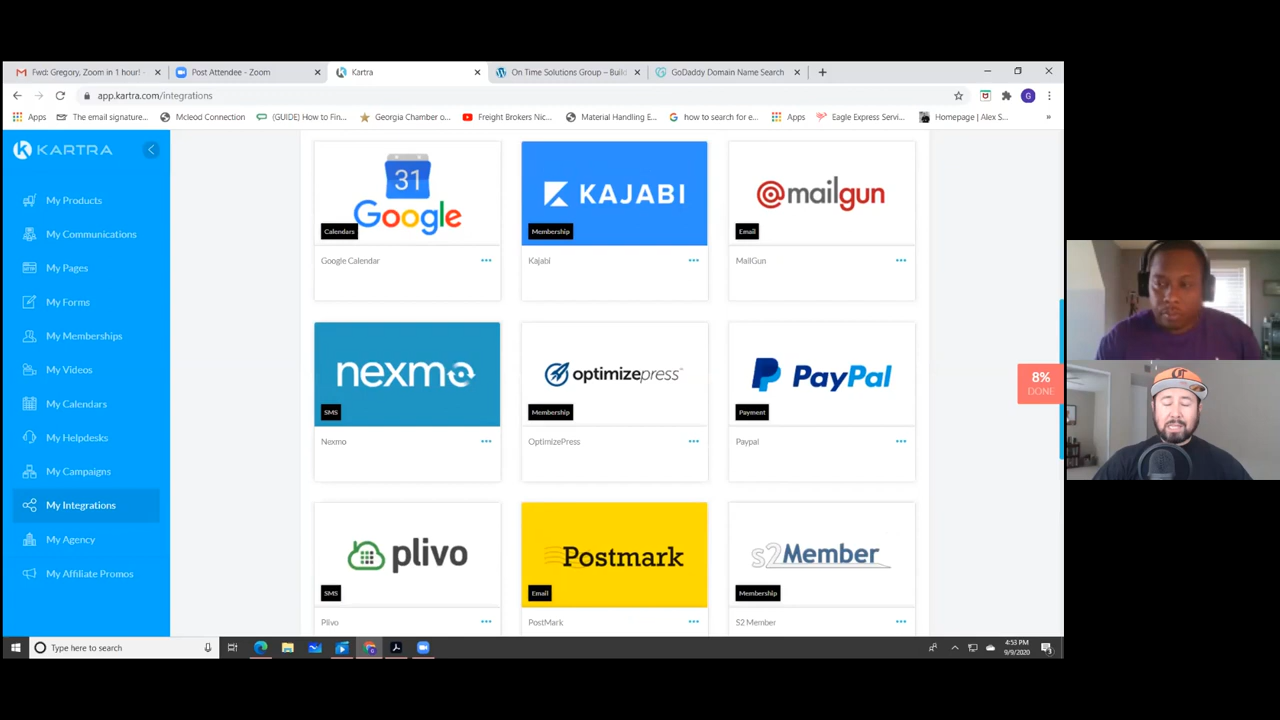 Fwd: Gregory, Zoom in 1 hour! -
Post Attendee - Zoom
Kartra
On Time Solutions Group – Build
GoDaddy Domain Name Search
app.kartra.com/integrations
G
Apps
The email signature...
Mcleod Connection
(GUIDE) How to Fin...
Georgia Chamber o...
Freight Brokers Nic...
Material Handling E...
how to search for e...
Apps
Eagle Express Servi...
Homepage | Alex S...
KARTRA
My Products
My Communications
My Pages
My Forms
My Memberships
My Videos
My Calendars
My Helpdesks
My Campaigns
My Integrations
My Agency
My Affiliate Promos
31
Google
Calendars
Google Calendar
KAJABI
Membership
Kajabi
@mailgun
Email
MailGun
nexmo
SMS
Nexmo
optimizepress
Membership
OptimizePress
PayPal
Payment
Paypal
plivo
SMS
Plivo
Postmark
Email
PostMark
s2Member
Membership
S2 Member
8%
DONE
Type here to search
4:53 PM
9/9/2020